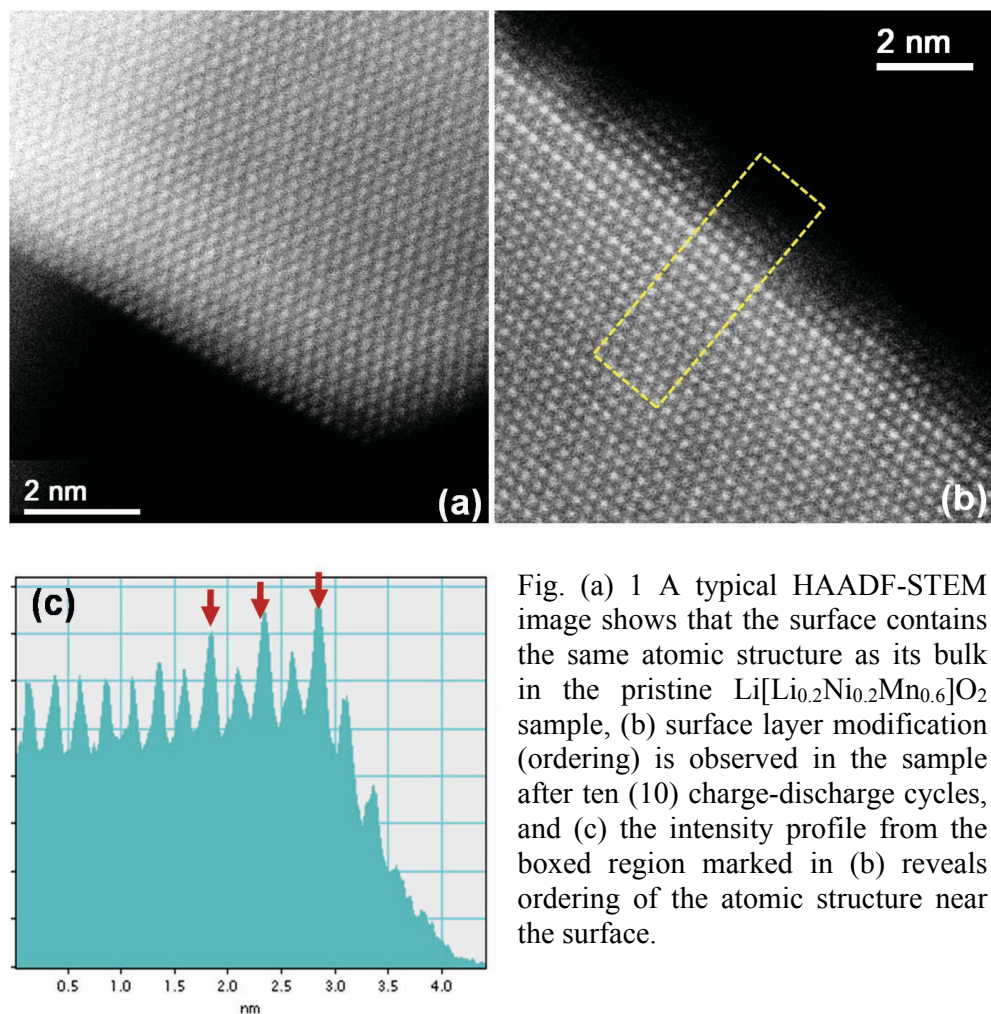 2 nm
(a)
2 nm
(b)
(c)
0.5 1.0 1.5 2.0 2.5 3.0 3.5 4.0
nm
Fig. (a) 1 A typical HAADF-STEM
image shows that the surface contains
the same atomic structure as its bulk
in the pristine Li[Li₀.₂Ni₀.₂Mn₀.₆]O₂
sample, (b) surface layer modification
(ordering) is observed in the sample
after ten (10) charge-discharge cycles,
and (c) the intensity profile from the
boxed region marked in (b) reveals
ordering of the atomic structure near
the surface.